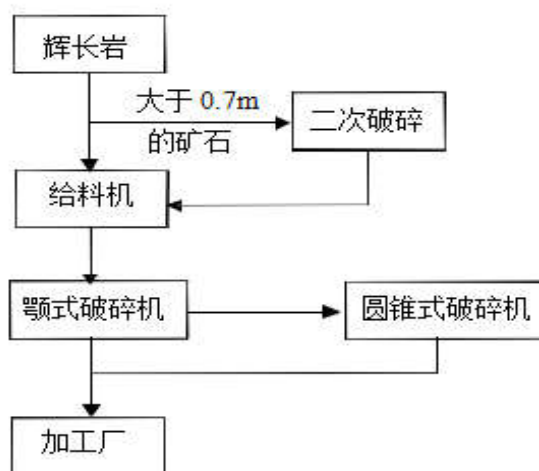 辉长岩
大于 0.7m
的矿石
二次破碎
给料机
颚式破碎机
圆锥式破碎机
加工厂